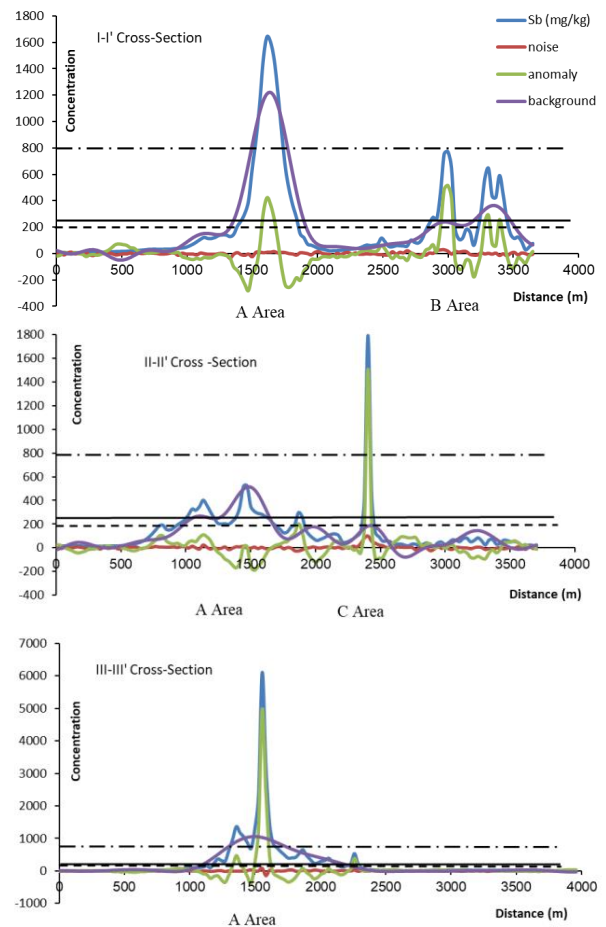 I-I' Cross-Section
Sb (mg/kg)
noise
anomaly
background
Concentration
1800
1600
1400
1200
1000
800
600
400
200
0
-200
-400
0 500 1000 1500 2000 2500 3000 3500 4000
Distance (m)
A Area B Area
II-II' Cross -Section
Concentration
1800
1600
1400
1200
1000
800
600
400
200
0
-200
-400
0 500 1000 1500 2000 2500 3000 3500 4000
Distance (m)
A Area C Area
III-III' Cross-Section
Concentration
7000
6000
5000
4000
3000
2000
1000
0
-1000
0 500 1000 1500 2000 2500 3000 3500 4000
Distance (m)
A Area